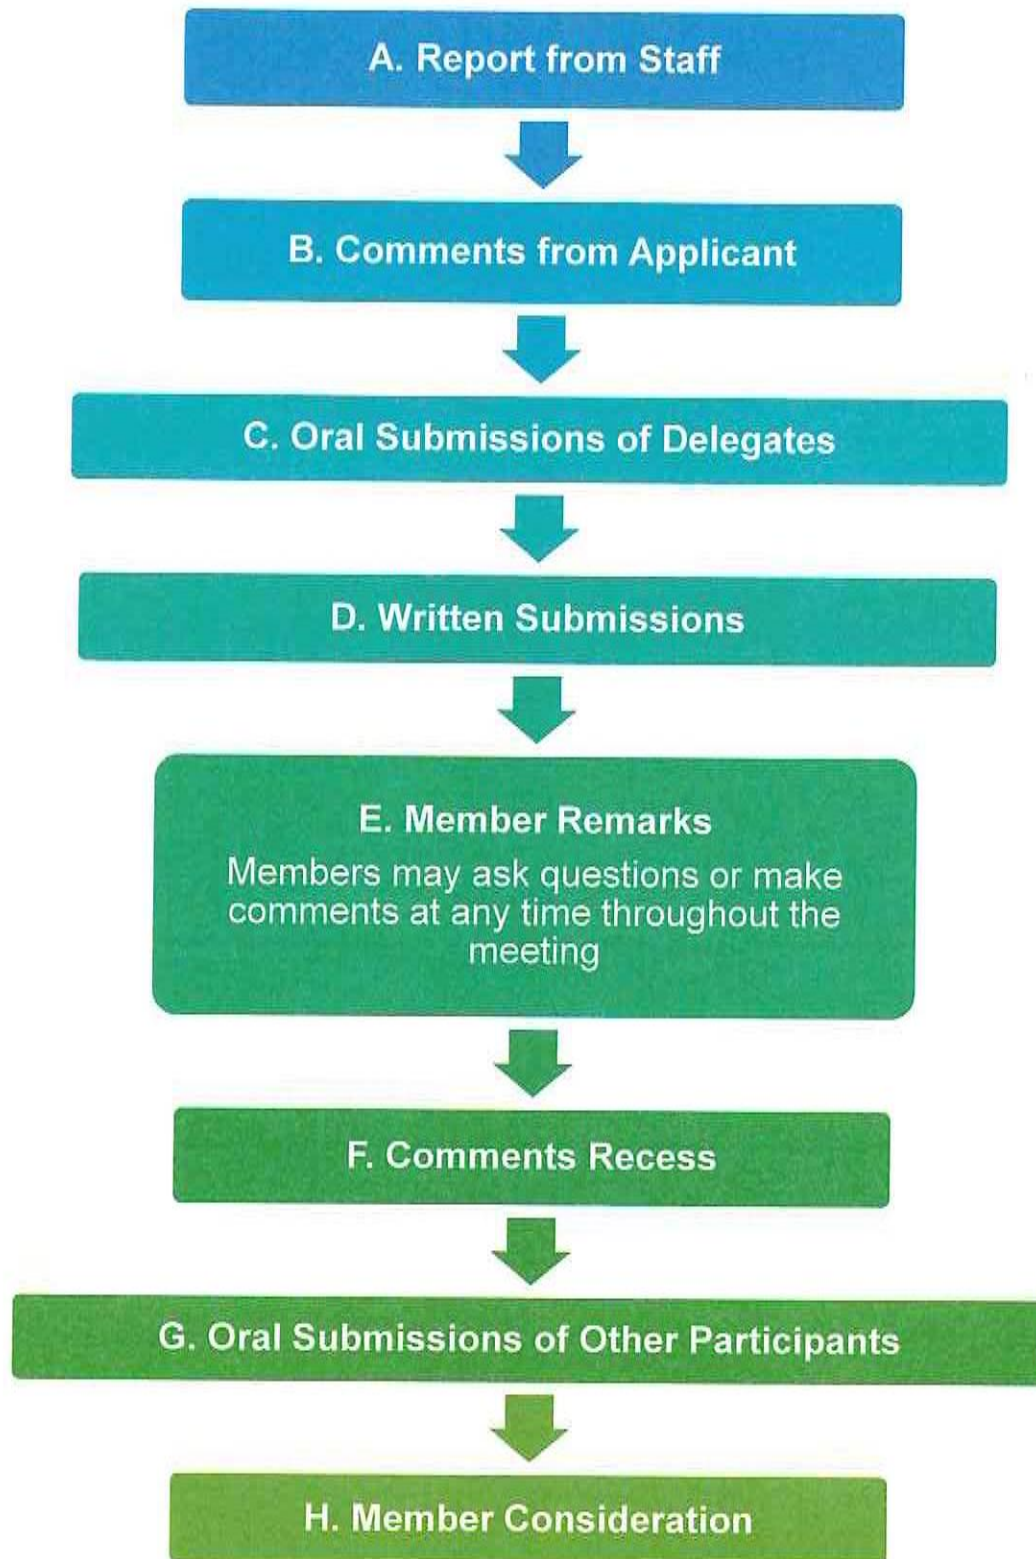 A. Report from Staff
B. Comments from Applicant
C. Oral Submissions of Delegates
D. Written Submissions
E. Member Remarks
Members may ask questions or make
comments at any time throughout the
meeting
F. Comments Recess
G. Oral Submissions of Other Participants
H. Member Consideration